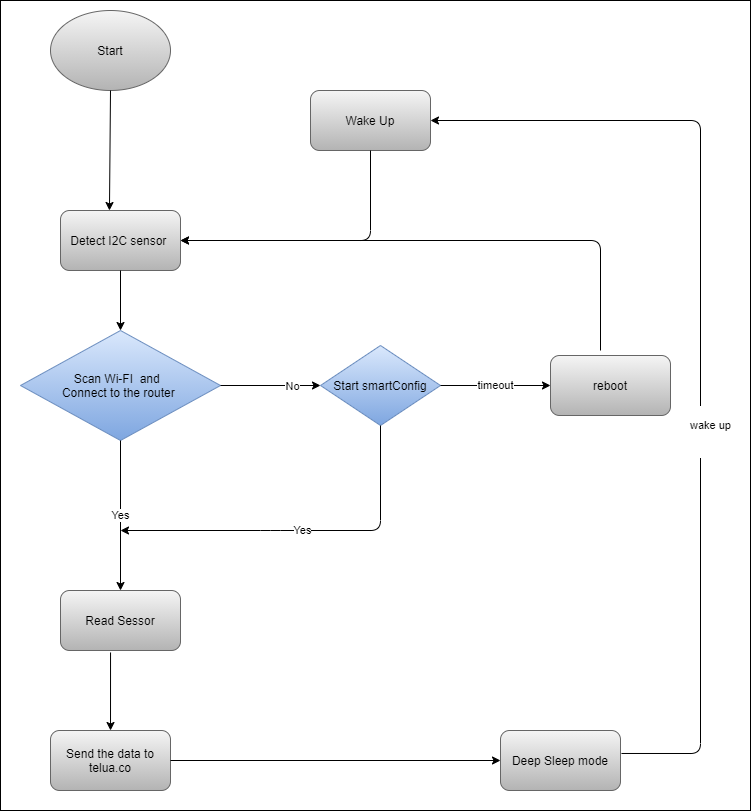 Start
Wake Up
Detect I2C sensor
Scan Wi-FI and
Connect to the router
No
Start smartConfig
timeout
reboot
wake up
Yes
Yes
Read Sessor
Send the data to
telua.co
Deep Sleep mode